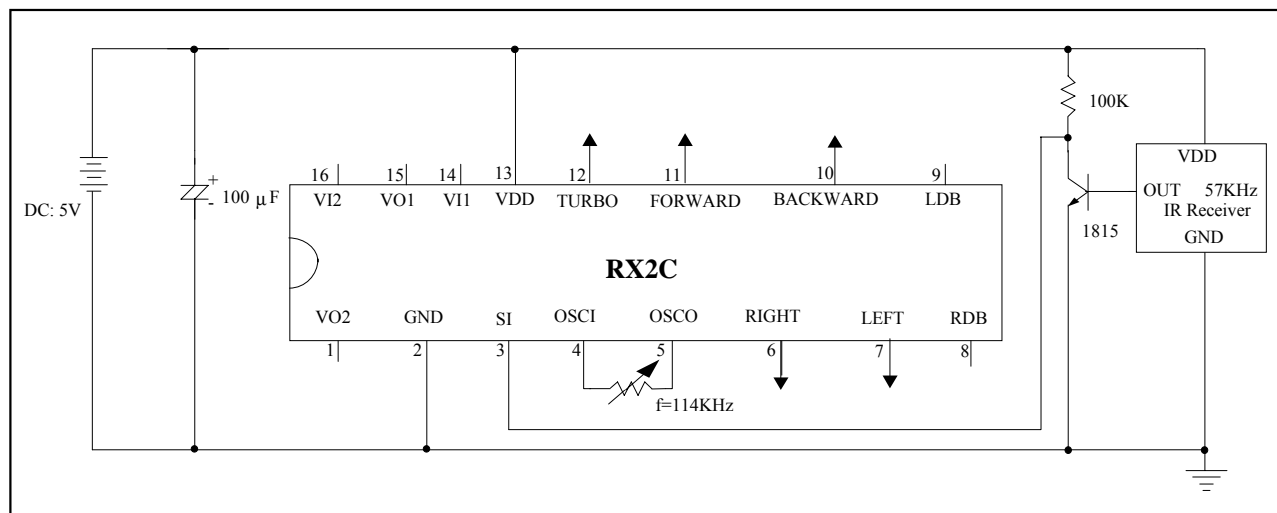 100K
VDD
OUT 57KHz
IR Receiver
GND
1815
DC: 5V
+
-
100 μF
16 15 14 13 12 11 10 9
VI2 VO1 VI1 VDD TURBO FORWARD BACKWARD LDB
RX2C
VO2 GND SI OSCI OSCO RIGHT LEFT RDB
1 2 3 4 5 6 7 8
f=114KHz